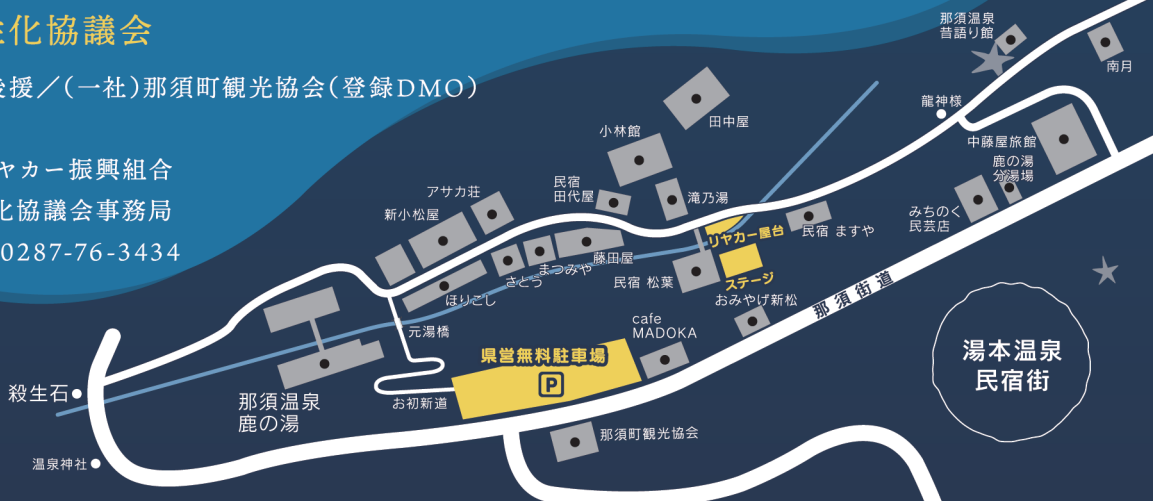 化協議会
後援／(一社)那須町観光協会(登録DMO)
ヤカー振興組合
化協議会事務局
0287-76-3434
那須温泉
昔語り館
南月
龍神様
中藤屋旅館
鹿の湯
分湯場
みちのく
民芸店
田中屋
小林館
民宿
田代屋
滝乃湯
アサカ荘
新小松屋
リヤカー屋台
民宿 ますや
ステージ
藤田屋
まつみや
さとう
ほりこし
民宿 松葉
おみやげ新松
那須街道
元湯橋
cafe
MADOKA
県営無料駐車場
P
お初新道
殺生石
那須温泉
鹿の湯
温泉神社
那須町観光協会
湯本温泉
民宿街